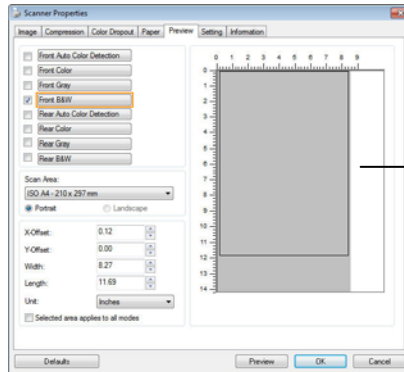 Scanner Properties
Image Compression Color Dropout Paper Preview Setting Information
Front Auto Color Detection
Front Color
Front Gray
Front B&W
Rear Auto Color Detection
Rear Color
Rear Gray
Rear B&W
Scan Area:
ISO A4 - 210 x 297 mm
Portrait Landscape
X-Offset: 0.12
Y-Offset: 0.00
Width: 8.27
Length: 11.69
Unit: Inches
Selected area applies to all modes
0 1 2 3 4 5 6 7 8 9
0
1
2
3
4
5
6
7
8
9
10
11
12
13
14
Defaults Preview OK Cancel